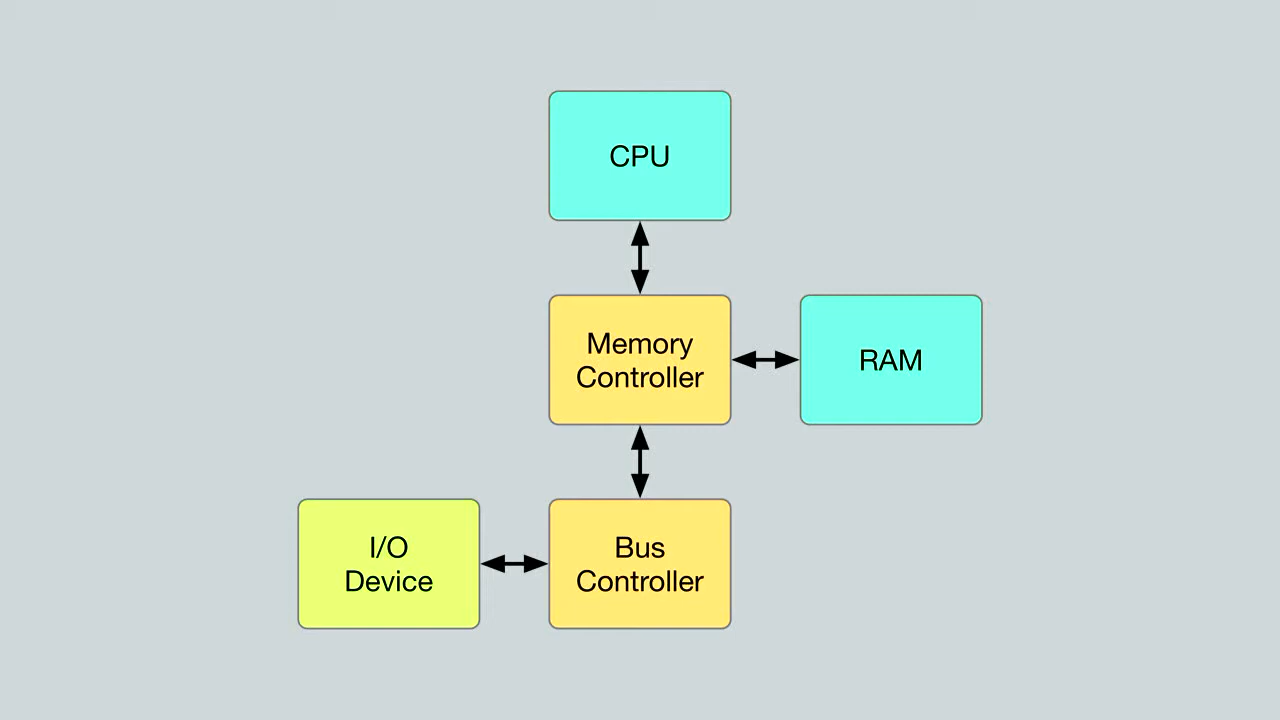 CPU
Memory
Controller
RAM
I/O
Device
Bus
Controller